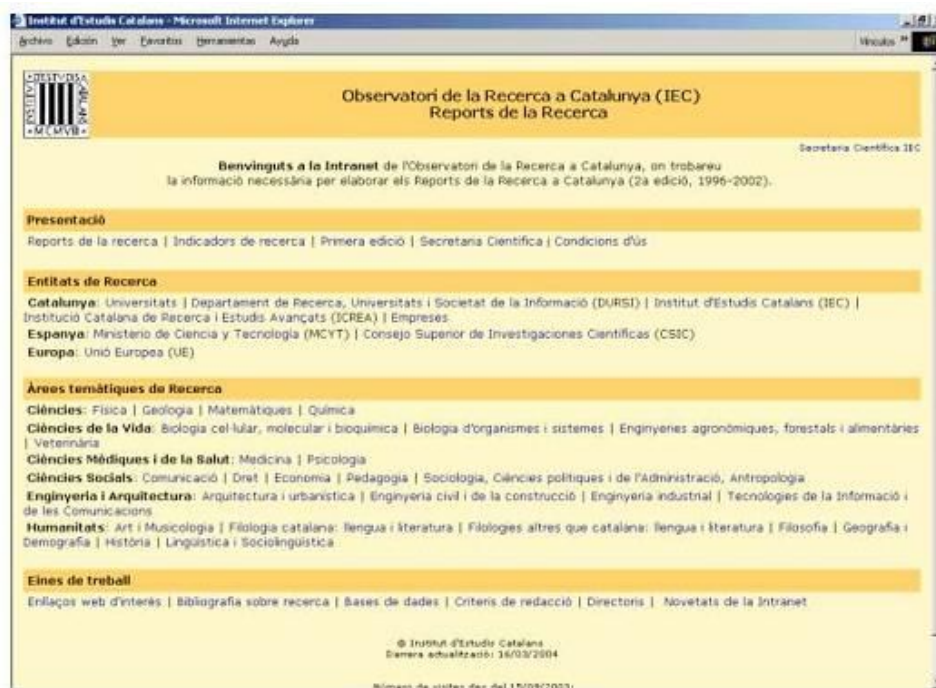 Institut d'Estudis Catalans - Microsoft Internet Explorer
Archivo Edición Ver Favoritos Herramientas Ayuda
Vínculos »
Observatori de la Recerca a Catalunya (IEC)
Reports de la Recerca
Secretaria Científica IEC
Benvinguts a la Intranet de l'Observatori de la Recerca a Catalunya, on trobareu
la informació necessària per elaborar els Reports de la Recerca a Catalunya (2a edició, 1996-2002).
Presentació
Reports de la recerca | Indicadors de recerca | Primera edició | Secretaria Científica | Condicions d'ús
Entitats de Recerca
Catalunya: Universitats | Departament de Recerca, Universitats i Societat de la Informació (DURSI) | Institut d'Estudis Catalans (IEC) |
Institució Catalana de Recerca i Estudis Avançats (ICREA) | Empreses
Espanya: Ministerio de Ciencia y Tecnología (MCYT) | Consejo Superior de Investigaciones Científicas (CSIC)
Europa: Unió Europea (UE)
Àrees temàtiques de Recerca
Ciències: Física | Geologia | Matemàtiques | Química
Ciències de la Vida: Biologia cel·lular, molecular i bioquímica | Biologia d'organismes i sistemes | Enginyeries agronòmiques, forestals i alimentàries
| Veterinària
Ciències Mèdiques i de la Salut: Medicina | Psicologia
Ciències Socials: Comunicació | Dret | Economia | Pedagogia | Sociologia, Ciències polítiques i de l'Administració, Antropologia
Enginyeria i Arquitectura: Arquitectura i urbanística | Enginyeria civil i de la construcció | Enginyeria industrial | Tecnologies de la Informació i
de les Comunicacions
Humanitats: Art i Musicologia | Filologia catalana: llengua i literatura | Filologies altres que catalana: llengua i literatura | Filosofia | Geografia i
Demografia | Història | Lingüística i Sociolingüística
Eines de treball
Enllaços web d'interès | Bibliografia sobre recerca | Bases de dades | Criteris de redacció | Directoris | Novetats de la Intranet
© Institut d'Estudis Catalans
Darrera actualització: 16/03/2004
Número de visites des del 15/09/2003: